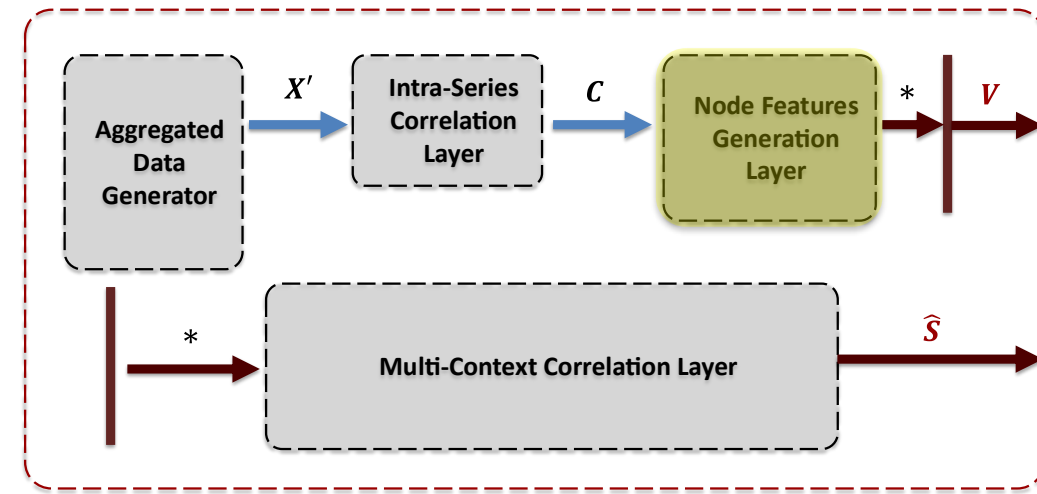 Aggregated
Data
Generator
X′
Intra-Series
Correlation
Layer
C
Node Features
Generation
Layer
*
V
*
Multi-Context Correlation Layer
Ŝ